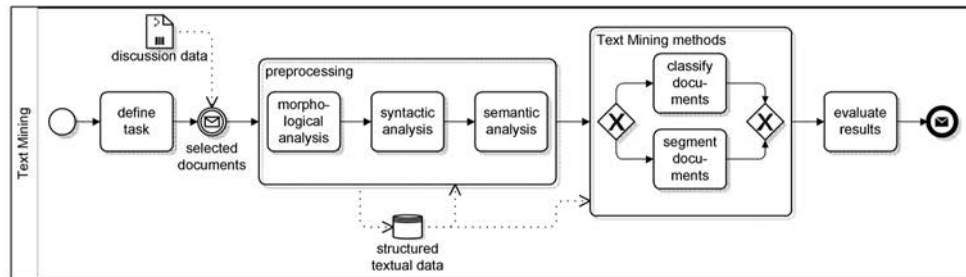 Text Mining
discussion data
define
task
selected
documents
preprocessing
morpho-
logical
analysis
syntactic
analysis
semantic
analysis
structured
textual data
Text Mining methods
classify
docu-
ments
segment
docu-
ments
evaluate
results